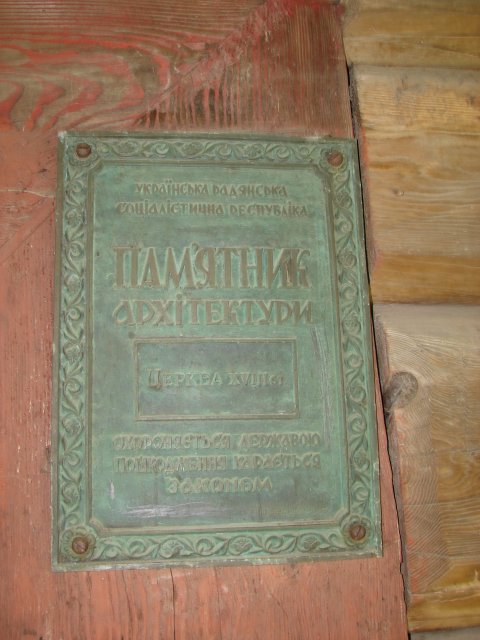 УКРАЇНСЬКА РАДЯНСЬКА
СОЦІАЛІСТИЧНА РЕСПУБЛІКА
ПАМ'ЯТНИК
АРХІТЕКТУРИ
ЦЕРКВА XVIII ст
ОХОРОНЯЄТЬСЯ ДЕРЖАВОЮ
ПОШКОДЖЕННЯ КАРАЄТЬСЯ
ЗАКОНОМ